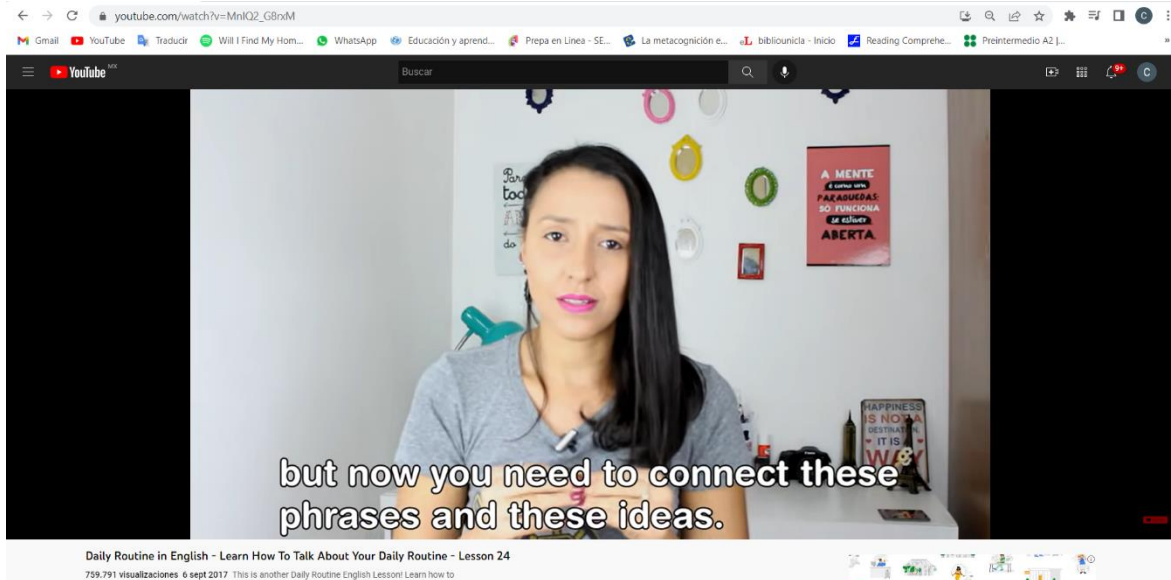 youtube.com/watch?v=MnIQ2_G8rxM
Gmail YouTube Traducir Will I Find My Hom... WhatsApp Educación y aprend... Prepa en Linea - SE... La metacognición e... bibliounicla - Inicio Reading Comprehe... Preintermedio A2 |... »
YouTube MX Buscar 9+ C
A MENTE
é como um
PARAQUEDAS:
SÓ FUNCIONA
se estiver
ABERTA.
HAPPINESS
IS NOT A
DESTINATION
IT IS
WAY
but now you need to connect these
phrases and these ideas.
Daily Routine in English - Learn How To Talk About Your Daily Routine - Lesson 24
759.791 visualizaciones 6 sept 2017 This is another Daily Routine English Lesson! Learn how to